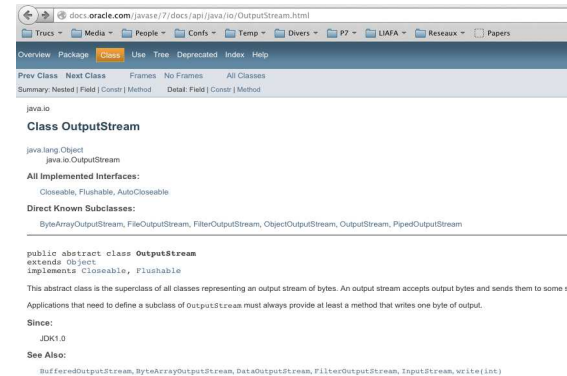 docs.oracle.com/javase/7/docs/api/java/io/OutputStream.html
Trucs Media People Confs Temp Divers P7 LIAFA Reseaux Papers
Overview Package Class Use Tree Deprecated Index Help
Prev Class Next Class Frames No Frames All Classes
Summary: Nested | Field | Constr | Method Detail: Field | Constr | Method
java.io
Class OutputStream
java.lang.Object
java.io.OutputStream
All Implemented Interfaces:
Closeable, Flushable, AutoCloseable
Direct Known Subclasses:
ByteArrayOutputStream, FileOutputStream, FilterOutputStream, ObjectOutputStream, OutputStream, PipedOutputStream
public abstract class OutputStream
extends Object
implements Closeable, Flushable
This abstract class is the superclass of all classes representing an output stream of bytes. An output stream accepts output bytes and sends them to some s
Applications that need to define a subclass of OutputStream must always provide at least a method that writes one byte of output.
Since:
JDK1.0
See Also:
BufferedOutputStream, ByteArrayOutputStream, DataOutputStream, FilterOutputStream, InputStream, write(int)